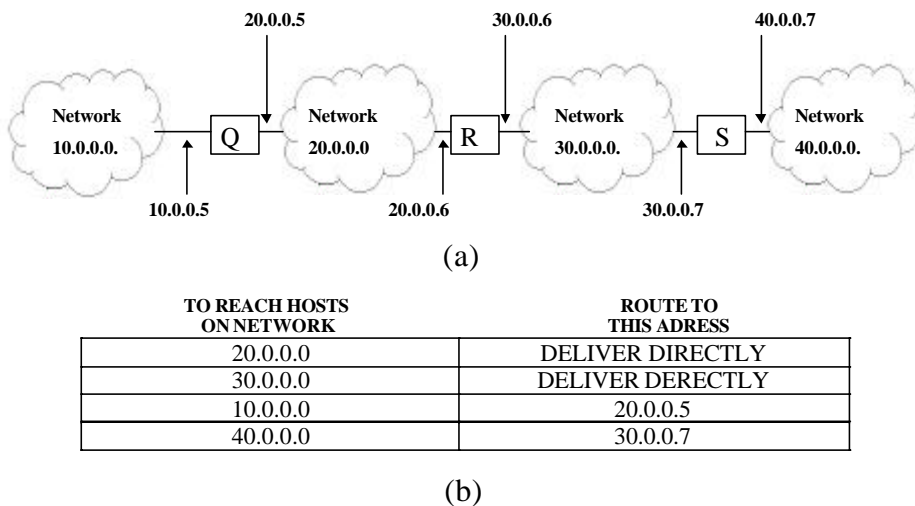 20.0.0.5 30.0.0.6 40.0.0.7
Network Network Network Network
Q R S
10.0.0.0. 20.0.0.0 30.0.0.0. 40.0.0.0.
10.0.0.5 20.0.0.6 30.0.0.7
(a)
TO REACH HOSTS ROUTE TO
ON NETWORK THIS ADRESS
20.0.0.0 DELIVER DIRECTLY
30.0.0.0 DELIVER DERECTLY
10.0.0.0 20.0.0.5
40.0.0.0 30.0.0.7
(b)